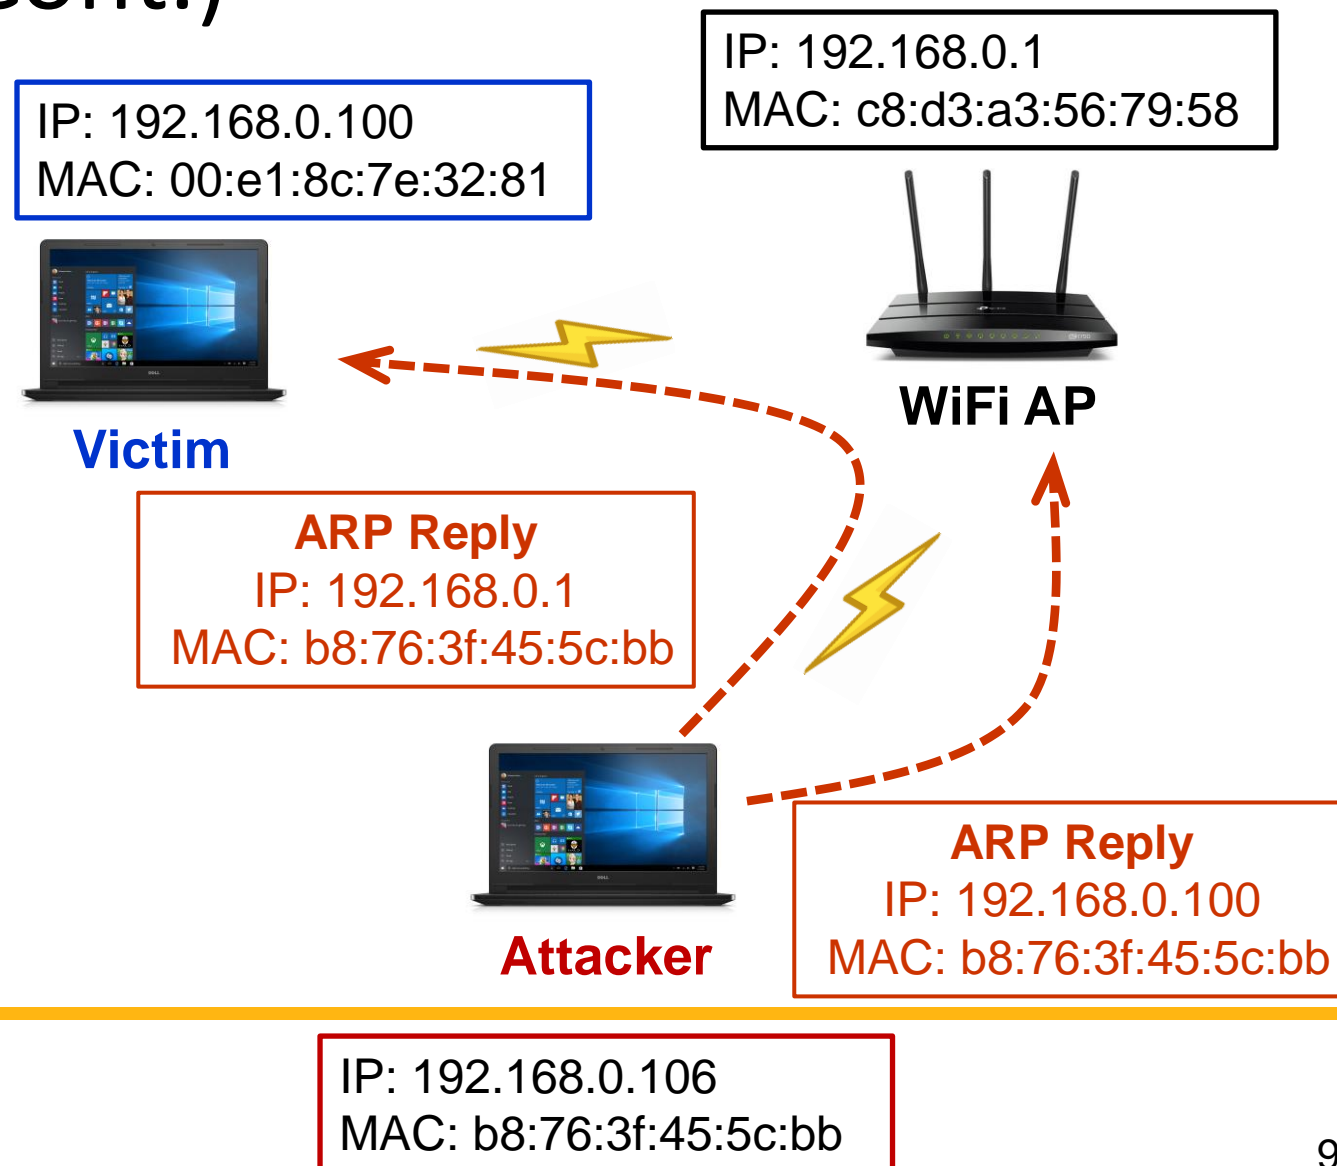 IP: 192.168.0.1
MAC: c8:d3:a3:56:79:58
IP: 192.168.0.100
MAC: 00:e1:8c:7e:32:81
WiFi AP
Victim
ARP Reply
IP: 192.168.0.1
MAC: b8:76:3f:45:5c:bb
ARP Reply
IP: 192.168.0.100
MAC: b8:76:3f:45:5c:bb
Attacker
IP: 192.168.0.106
MAC: b8:76:3f:45:5c:bb
9